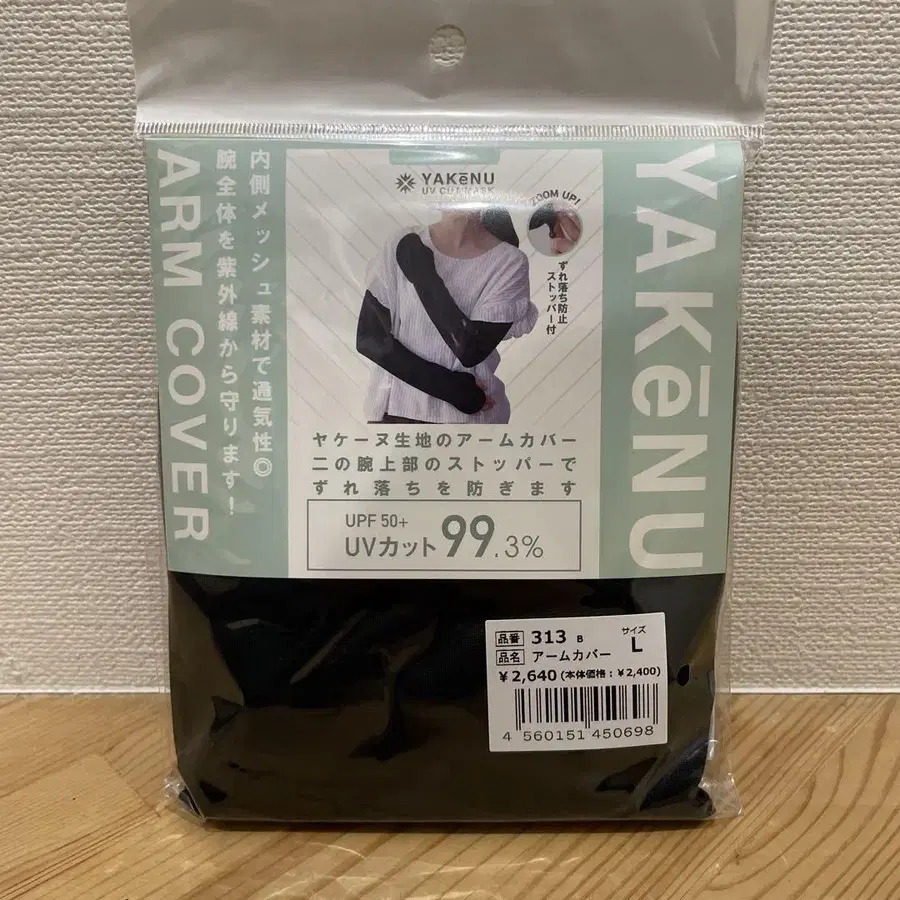 YAKēNU
UV CUT MASK
ZOOM UP!
ずれ落ち防止
ストッパー付
内側メッシュ素材で通気性◎
腕全体を紫外線から守ります!
ARM COVER
YAKēNU
ヤケーヌ生地のアームカバー
二の腕上部のストッパーで
ずれ落ちを防ぎます
UPF 50+
UVカット 99.3%
品番 313 B サイズ
品名 アームカバー L
¥2,640(本体価格:¥2,400)
4 560151 450698